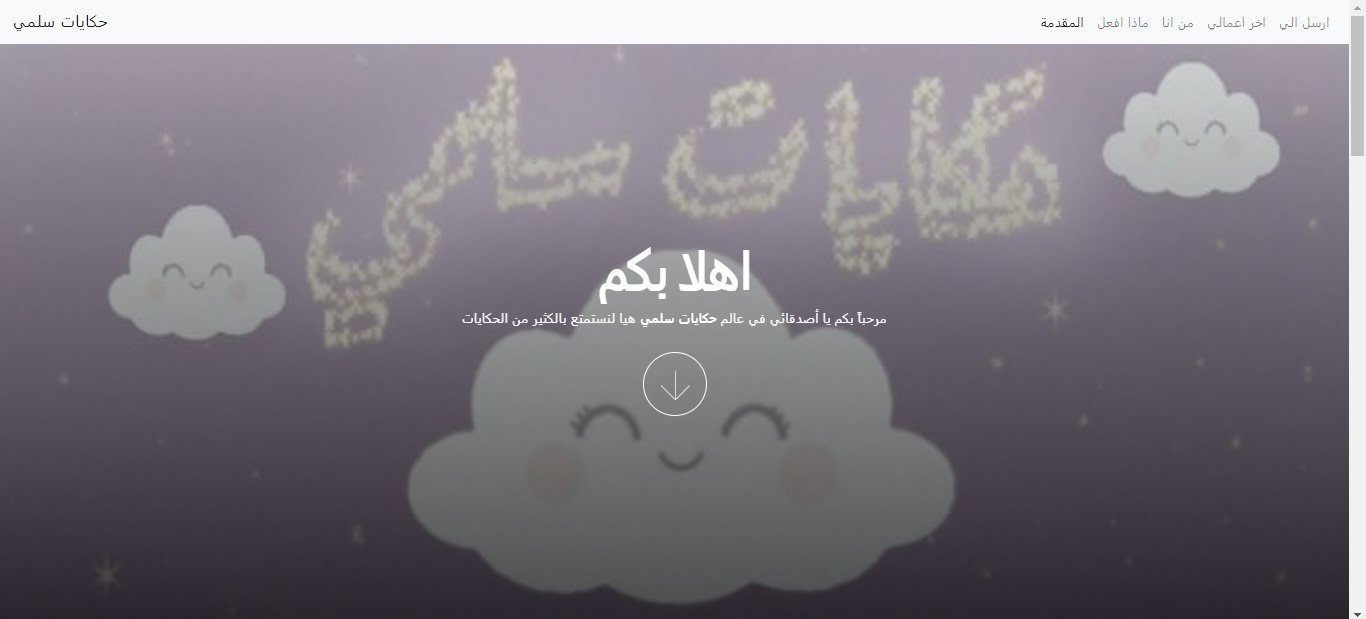 حكايات سلمي
ارسل الي
اخر اعمالي
من انا
ماذا افعل
المقدمة
حكايات سلمي
اهلا بكم
مرحباً بكم يا أصدقائي في عالم حكايات سلمي هيا لنستمتع بالكثير من الحكايات